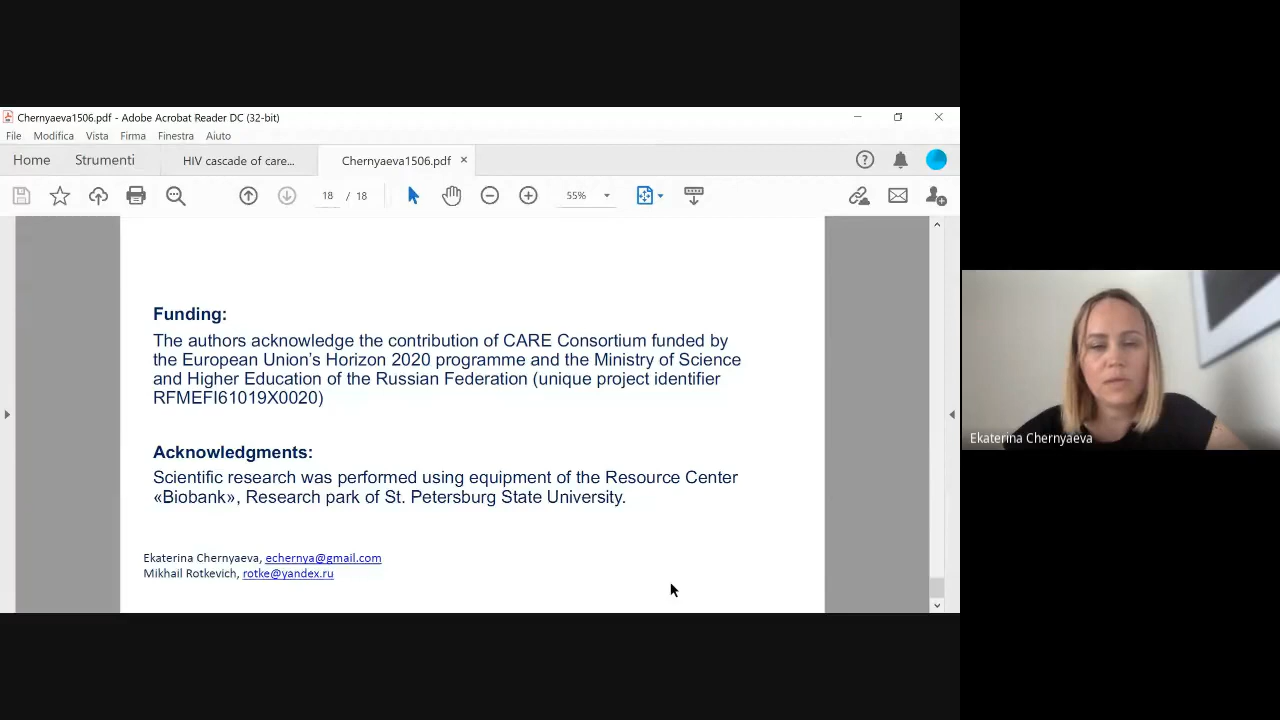 Chernyaeva1506.pdf - Adobe Acrobat Reader DC (32-bit)
File Modifica Vista Firma Finestra Aiuto
Home Strumenti HIV cascade of care... Chernyaeva1506.pdf ×
18 / 18 55%
Funding:
The authors acknowledge the contribution of CARE Consortium funded by
the European Union’s Horizon 2020 programme and the Ministry of Science
and Higher Education of the Russian Federation (unique project identifier
RFMEFI61019X0020)
Acknowledgments:
Scientific research was performed using equipment of the Resource Center
«Biobank», Research park of St. Petersburg State University.
Ekaterina Chernyaeva, echernya@gmail.com
Mikhail Rotkevich, rotke@yandex.ru
Ekaterina Chernyaeva